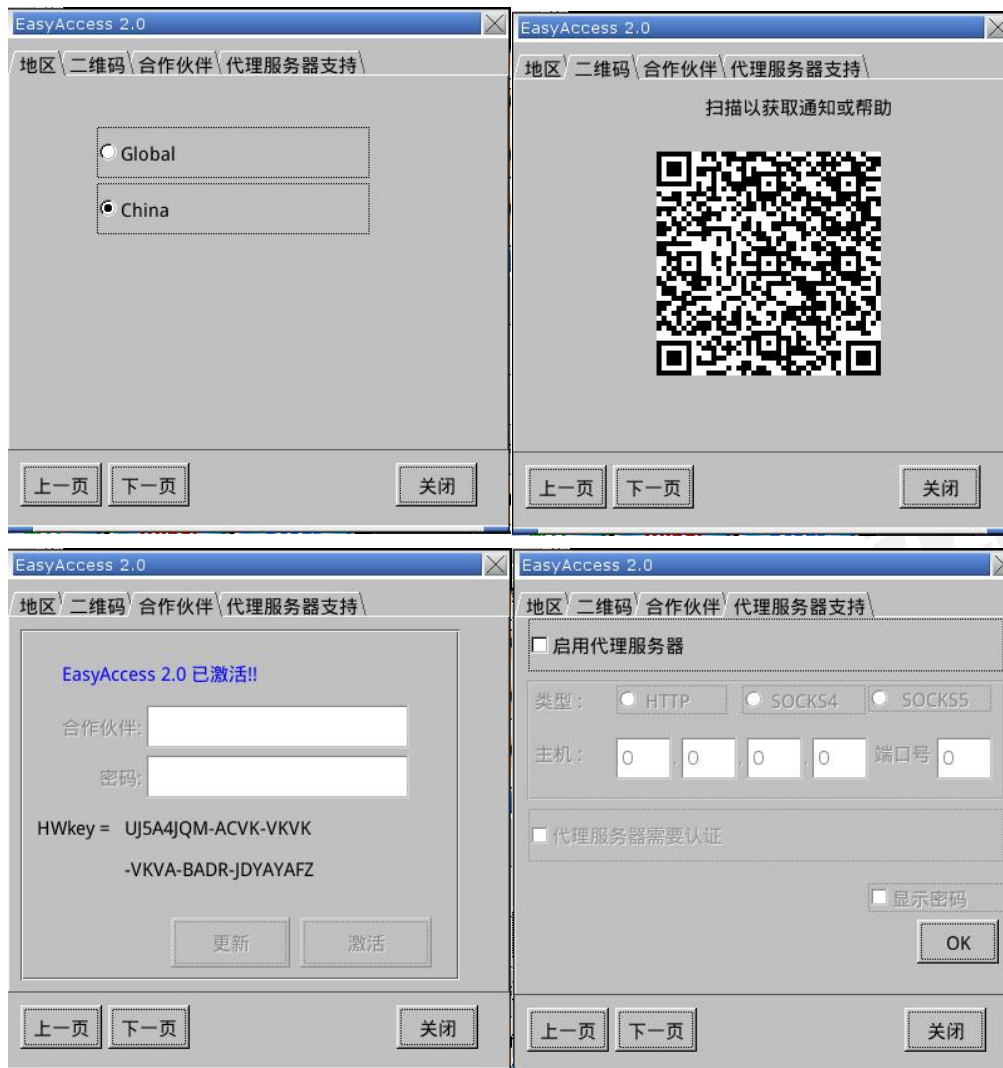 EasyAccess 2.0
地区 二维码 合作伙伴 代理服务器支持
Global
China
上一页 下一页 关闭
EasyAccess 2.0
地区 二维码 合作伙伴 代理服务器支持
扫描以获取通知或帮助
上一页 下一页 关闭
EasyAccess 2.0
地区 二维码 合作伙伴 代理服务器支持
EasyAccess 2.0 已激活!!
合作伙伴:
密码:
HWkey = UJ5A4JQM-ACVK-VKVK
-VKVA-BADR-JDYAYAFZ
更新 激活
上一页 下一页 关闭
EasyAccess 2.0
地区 二维码 合作伙伴 代理服务器支持
启用代理服务器
类型: HTTP SOCKS4 SOCKS5
主机: 0 . 0 . 0 . 0 端口号 0
代理服务器需要认证
显示密码
OK
上一页 下一页 关闭